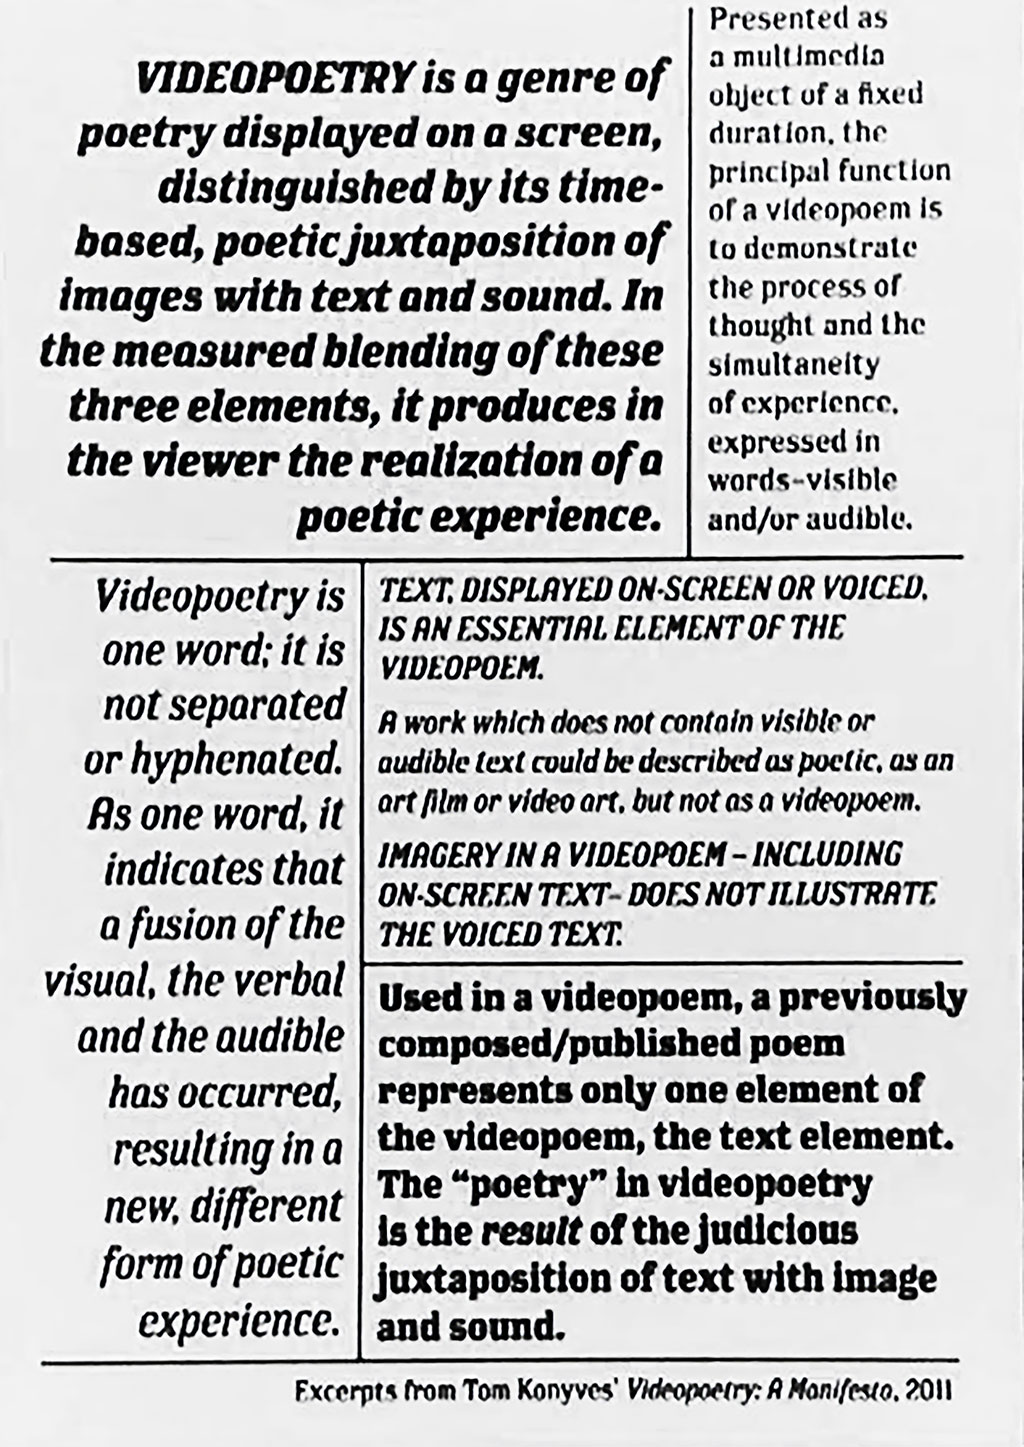 VIDEOPOETRY is a genre of
poetry displayed on a screen,
distinguished by its time-
based, poetic juxtaposition of
images with text and sound. In
the measured blending of these
three elements, it produces in
the viewer the realization of a
poetic experience.
Presented as
a multimedia
object of a fixed
duration, the
principal function
of a videopoem is
to demonstrate
the process of
thought and the
simultaneity
of experience,
expressed in
words-visible
and/or audible.
Videopoetry is
one word; it is
not separated
or hyphenated.
As one word, it
indicates that
a fusion of the
visual, the verbal
and the audible
has occurred,
resulting in a
new, different
form of poetic
experience.
TEXT, DISPLAYED ON-SCREEN OR VOICED,
IS AN ESSENTIAL ELEMENT OF THE
VIDEOPOEM.
A work which does not contain visible or
audible text could be described as poetic, as an
art film or video art, but not as a videopoem.
IMAGERY IN A VIDEOPOEM – INCLUDING
ON-SCREEN TEXT– DOES NOT ILLUSTRATE
THE VOICED TEXT.
Used in a videopoem, a previously
composed/published poem
represents only one element of
the videopoem, the text element.
The “poetry” in videopoetry
is the result of the judicious
juxtaposition of text with image
and sound.
Excerpts from Tom Konyves' Videopoetry: A Manifesto, 2011